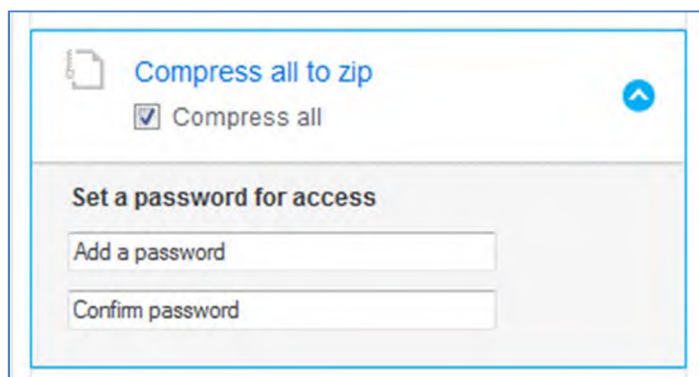 Compress all to zip
Compress all
Set a password for access
Add a password
Confirm password